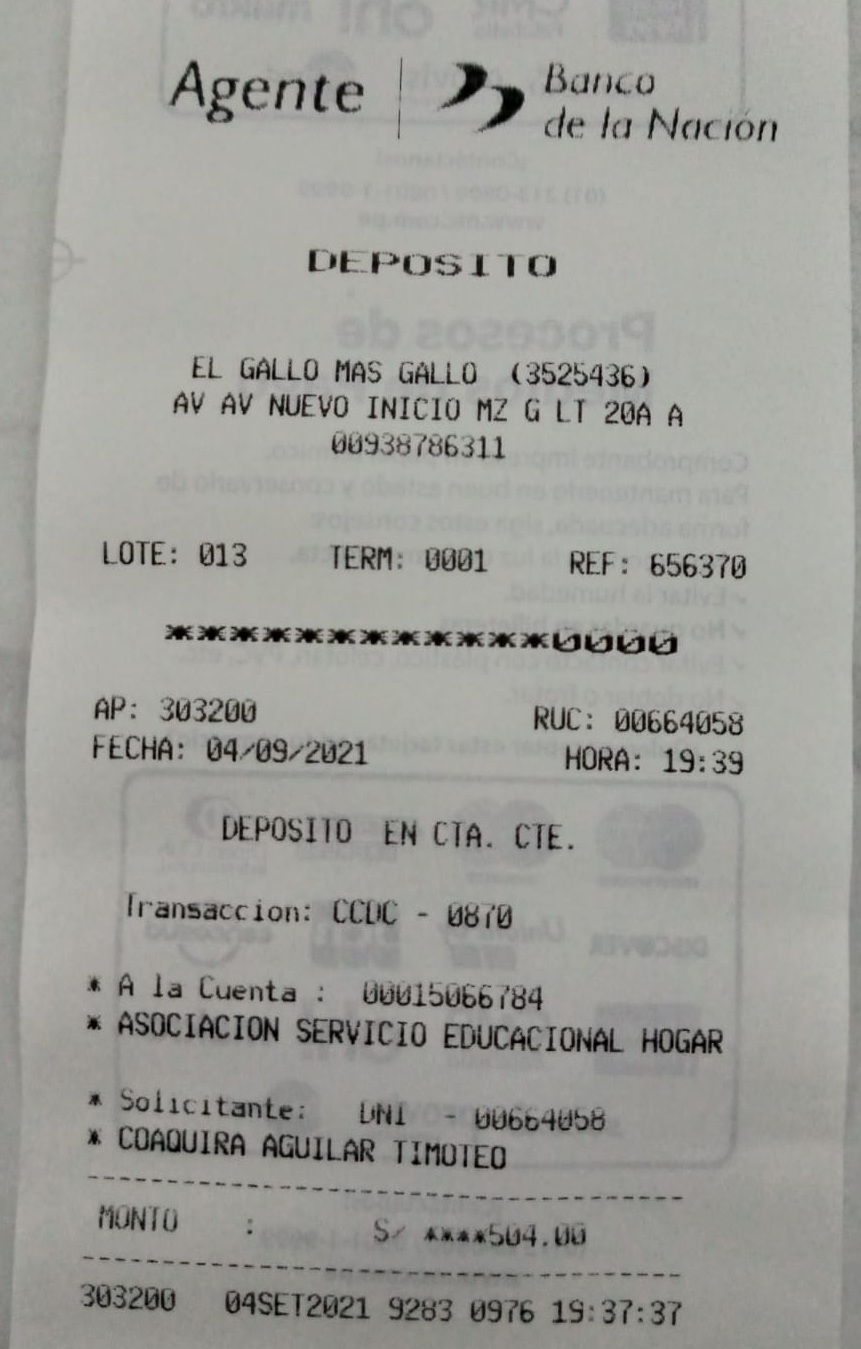 Agente | Banco de la Nación
DEPOSITO
EL GALLO MAS GALLO (3525436)
AV AV NUEVO INICIO MZ G LT 20A A
00938786311
LOTE: 013 TERM: 0001 REF: 656370
************0000
AP: 303200 RUC: 00664058
FECHA: 04/09/2021 HORA: 19:39
DEPOSITO EN CTA. CTE.
Transaccion: CCDC - 0870
* A la Cuenta : 00015066784
* ASOCIACION SERVICIO EDUCACIONAL HOGAR
* Solicitante: DNI - 00664058
* COAQUIRA AGUILAR TIMOTEO
MONTO : S/ ****504.00
303200 04SET2021 9283 0976 19:37:37